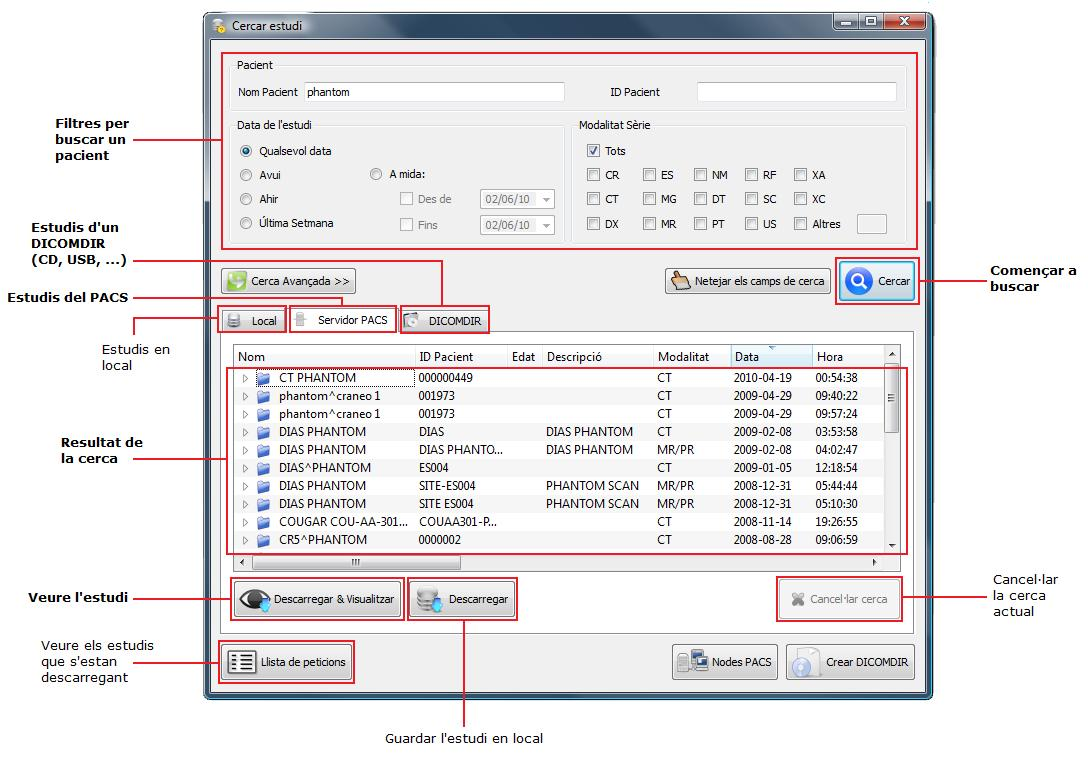 Cercar estudi
Pacient
Nom Pacient phantom ID Pacient
Filtres per
buscar un
pacient
Data de l'estudi
Qualsevol data
Avui
Ahir
Última Setmana
A mida:
Des de 02/06/10
Fins 02/06/10
Modalitat Sèrie
Tots
CR ES NM RF XA
CT MG DT SC XC
DX MR PT US Altres
Estudis d'un
DICOMDIR
(CD, USB, ...)
Cerca Avançada >>
Netejar els camps de cerca
Cercar
Començar a
buscar
Estudis del PACS
Local
Servidor PACS
DICOMDIR
Estudis en
local
Nom ID Pacient Edat Descripció Modalitat Data Hora
CT PHANTOM 000000449 CT 2010-04-19 00:54:38
phantom^craneo 1 001973 CT 2009-04-29 09:40:22
phantom^craneo 1 001973 CT 2009-04-29 09:57:24
DIAS PHANTOM DIAS DIAS PHANTOM CT 2009-02-08 03:53:58
DIAS PHANTOM DIAS PHANTO... DIAS PHANTOM MR/PR 2009-02-08 04:02:47
DIAS^PHANTOM ES004 CT 2009-01-05 12:18:54
DIAS PHANTOM SITE-ES004 PHANTOM SCAN MR/PR 2008-12-31 05:44:44
DIAS PHANTOM SITE ES004 PHANTOM SCAN MR/PR 2008-12-31 05:10:30
COUGAR COU-AA-301... COUAA301-P... CT 2008-11-14 19:26:55
CR5^PHANTOM 0000002 CT 2008-08-28 09:06:59
Resultat de
la cerca
Veure l'estudi
Descarregar & Visualitzar
Descarregar
Cancel·lar cerca
Cancel·lar
la cerca
actual
Veure els estudis
que s'estan
descarregant
Llista de peticions
Nodes PACS
Crear DICOMDIR
Guardar l'estudi en local